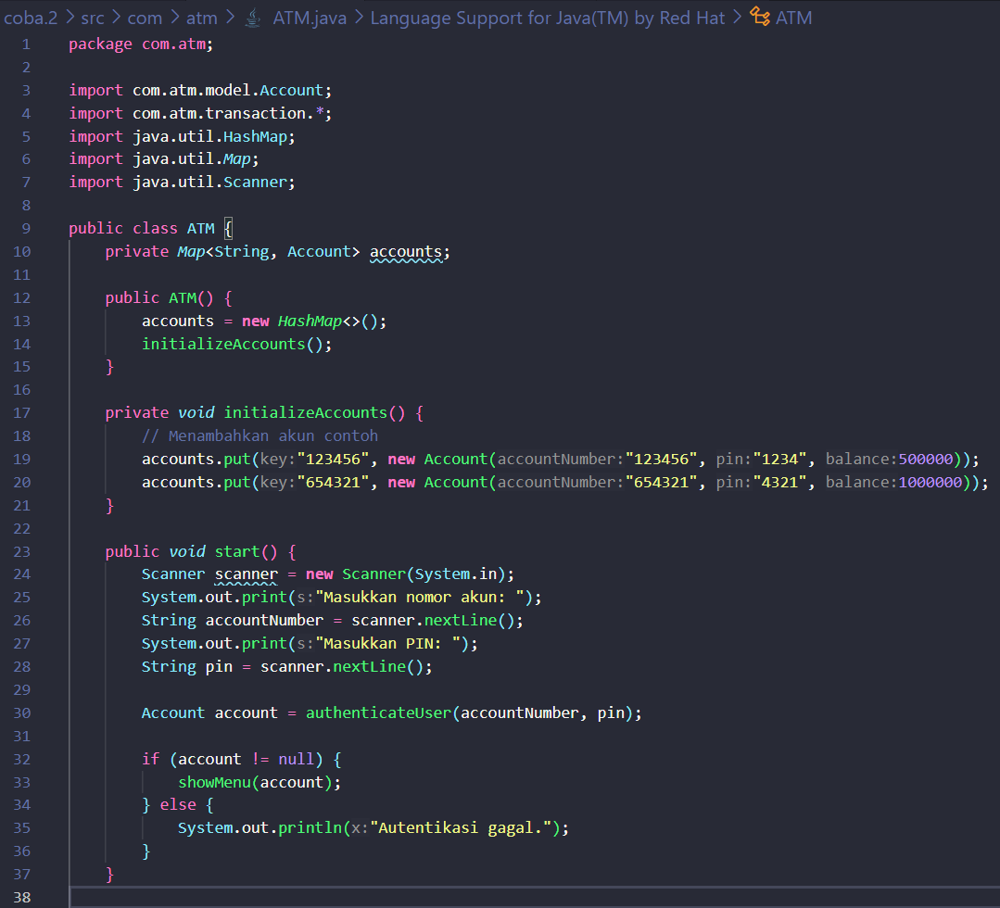 coba.2 > src > com > atm > ATM.java > Language Support for Java(TM) by Red Hat > ATM
1 package com.atm;
2
3 import com.atm.model.Account;
4 import com.atm.transaction.*;
5 import java.util.HashMap;
6 import java.util.Map;
7 import java.util.Scanner;
8
9 public class ATM {
10     private Map<String, Account> accounts;
11
12     public ATM() {
13         accounts = new HashMap<>();
14         initializeAccounts();
15     }
16
17     private void initializeAccounts() {
18         // Menambahkan akun contoh
19         accounts.put(key:"123456", new Account(accountNumber:"123456", pin:"1234", balance:500000));
20         accounts.put(key:"654321", new Account(accountNumber:"654321", pin:"4321", balance:1000000));
21     }
22
23     public void start() {
24         Scanner scanner = new Scanner(System.in);
25         System.out.print(s:"Masukkan nomor akun: ");
26         String accountNumber = scanner.nextLine();
27         System.out.print(s:"Masukkan PIN: ");
28         String pin = scanner.nextLine();
29
30         Account account = authenticateUser(accountNumber, pin);
31
32         if (account != null) {
33             showMenu(account);
34         } else {
35             System.out.println(x:"Autentikasi gagal.");
36         }
37     }
38